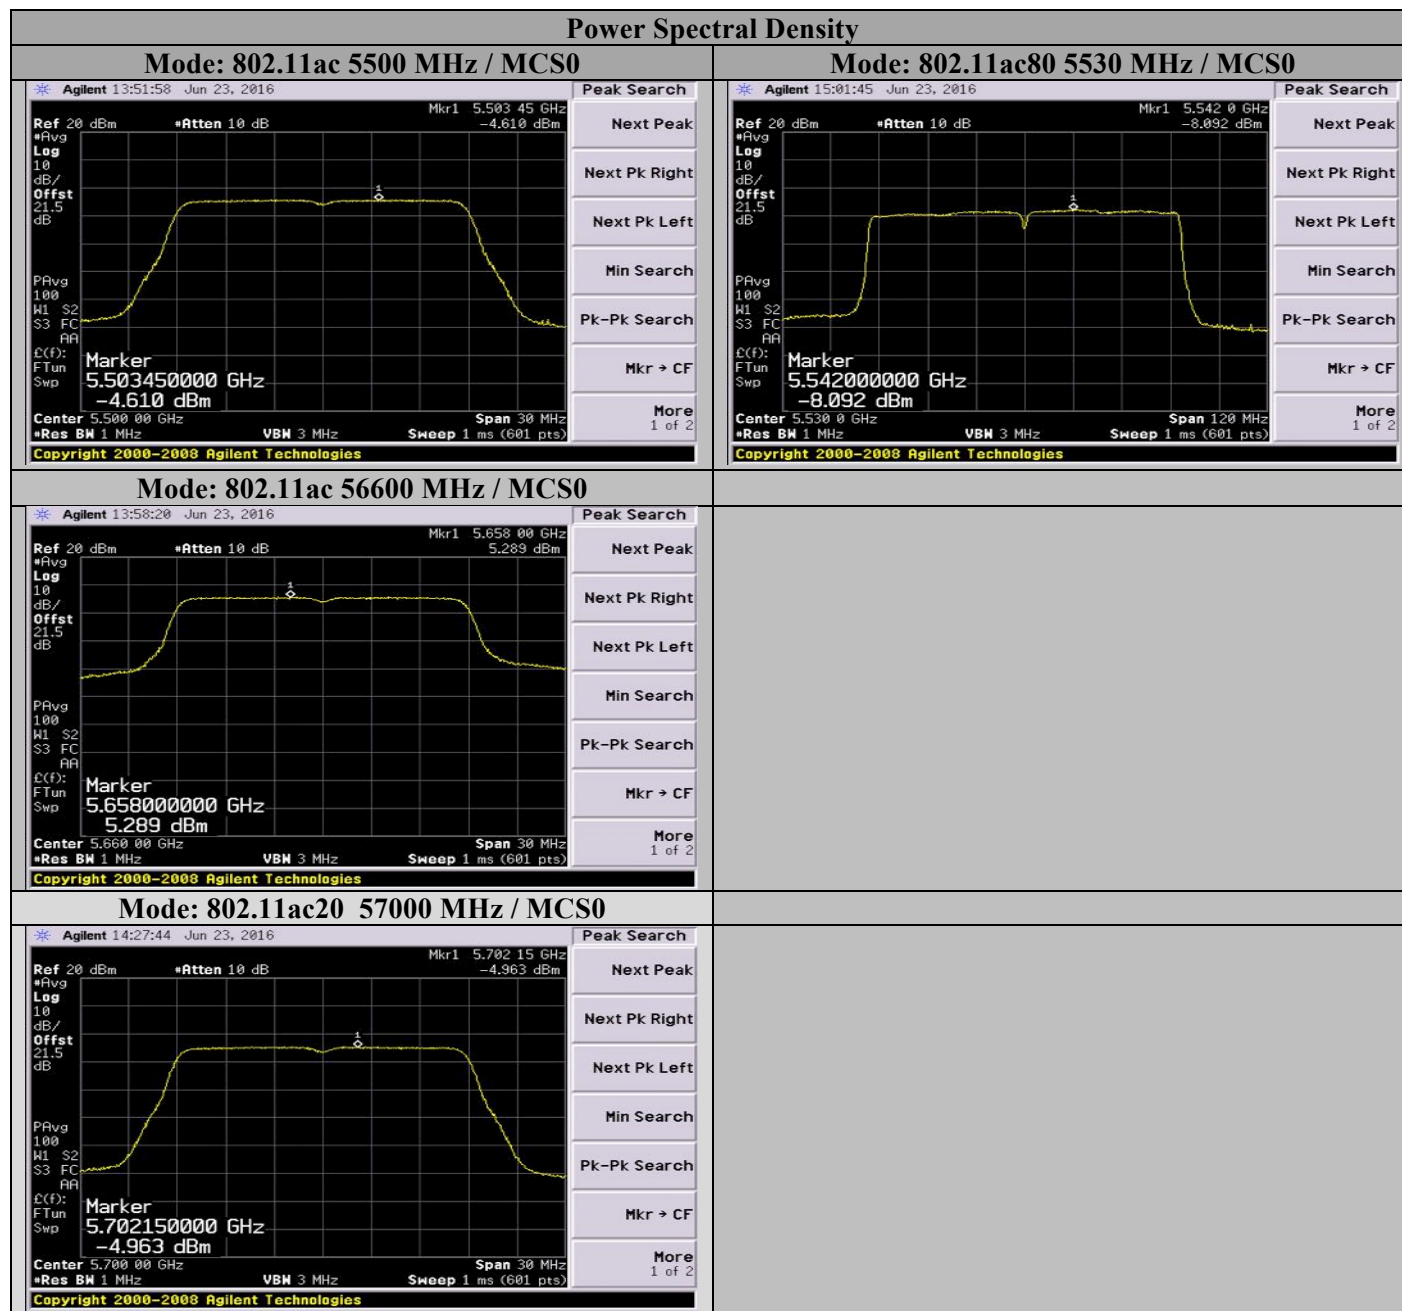 Power Spectral Density
Mode: 802.11ac 5500 MHz / MCS0
Agilent 13:51:58 Jun 23, 2016
Peak Search
Mkr1 5.503 45 GHz
Ref 20 dBm #Atten 10 dB -4.610 dBm
#Avg
Log
10
dB/
Offst
21.5
dB
1
PAvg
100
W1 S2
S3 FC
AA
£(f):
FTun
Swp
Marker
5.503450000 GHz
-4.610 dBm
Center 5.500 00 GHz Span 30 MHz
#Res BW 1 MHz VBW 3 MHz Sweep 1 ms (601 pts)
Copyright 2000-2008 Agilent Technologies
Next Peak
Next Pk Right
Next Pk Left
Min Search
Pk-Pk Search
Mkr → CF
More
1 of 2
Mode: 802.11ac80 5530 MHz / MCS0
Agilent 15:01:45 Jun 23, 2016
Peak Search
Mkr1 5.542 0 GHz
Ref 20 dBm #Atten 10 dB -8.092 dBm
#Avg
Log
10
dB/
Offst
21.5
dB
1
PAvg
100
W1 S2
S3 FC
AA
£(f):
FTun
Swp
Marker
5.542000000 GHz
-8.092 dBm
Center 5.530 0 GHz Span 120 MHz
#Res BW 1 MHz VBW 3 MHz Sweep 1 ms (601 pts)
Copyright 2000-2008 Agilent Technologies
Next Peak
Next Pk Right
Next Pk Left
Min Search
Pk-Pk Search
Mkr → CF
More
1 of 2
Mode: 802.11ac 56600 MHz / MCS0
Agilent 13:58:20 Jun 23, 2016
Peak Search
Mkr1 5.658 00 GHz
Ref 20 dBm #Atten 10 dB 5.289 dBm
#Avg
Log
10
dB/
Offst
21.5
dB
1
PAvg
100
W1 S2
S3 FC
AA
£(f):
FTun
Swp
Marker
5.658000000 GHz
5.289 dBm
Center 5.660 00 GHz Span 30 MHz
#Res BW 1 MHz VBW 3 MHz Sweep 1 ms (601 pts)
Copyright 2000-2008 Agilent Technologies
Next Peak
Next Pk Right
Next Pk Left
Min Search
Pk-Pk Search
Mkr → CF
More
1 of 2
Mode: 802.11ac20 57000 MHz / MCS0
Agilent 14:27:44 Jun 23, 2016
Peak Search
Mkr1 5.702 15 GHz
Ref 20 dBm #Atten 10 dB -4.963 dBm
#Avg
Log
10
dB/
Offst
21.5
dB
1
PAvg
100
W1 S2
S3 FC
AA
£(f):
FTun
Swp
Marker
5.702150000 GHz
-4.963 dBm
Center 5.700 00 GHz Span 30 MHz
#Res BW 1 MHz VBW 3 MHz Sweep 1 ms (601 pts)
Copyright 2000-2008 Agilent Technologies
Next Peak
Next Pk Right
Next Pk Left
Min Search
Pk-Pk Search
Mkr → CF
More
1 of 2